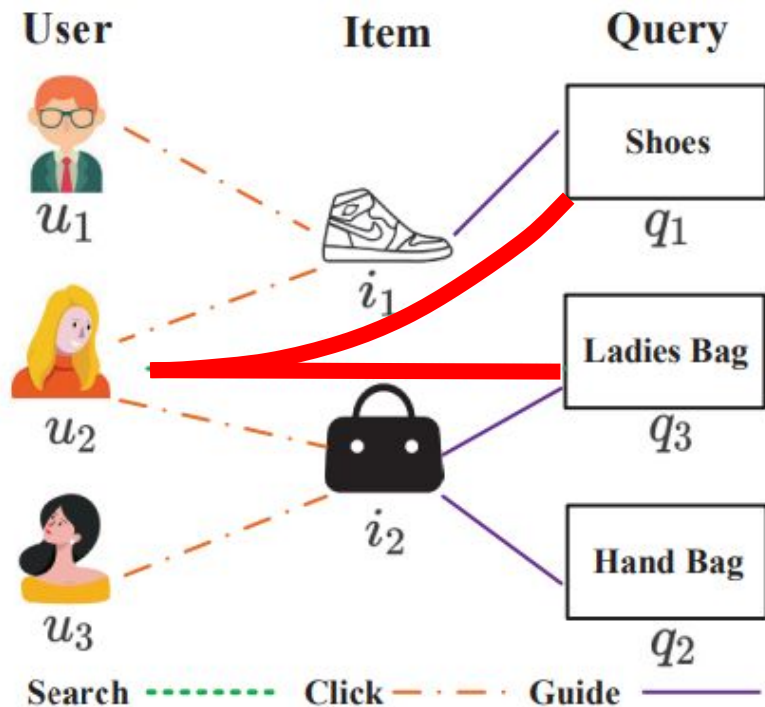 User Item Query
Shoes
u1 q1
i1
Ladies Bag
u2 q3
i2
Hand Bag
u3 q2
Search Click Guide